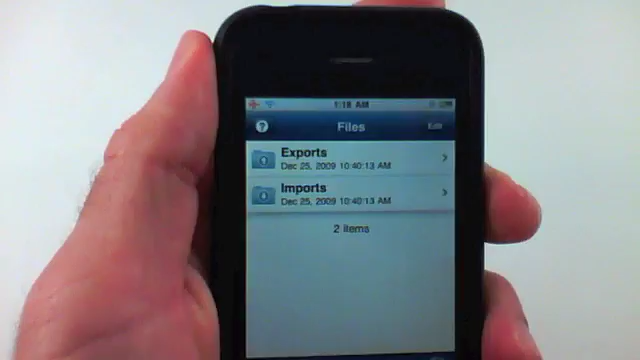 1:18 AM
? Files Edit
Exports
Dec 25, 2009 10:40:13 AM
Imports
Dec 25, 2009 10:40:13 AM
2 items